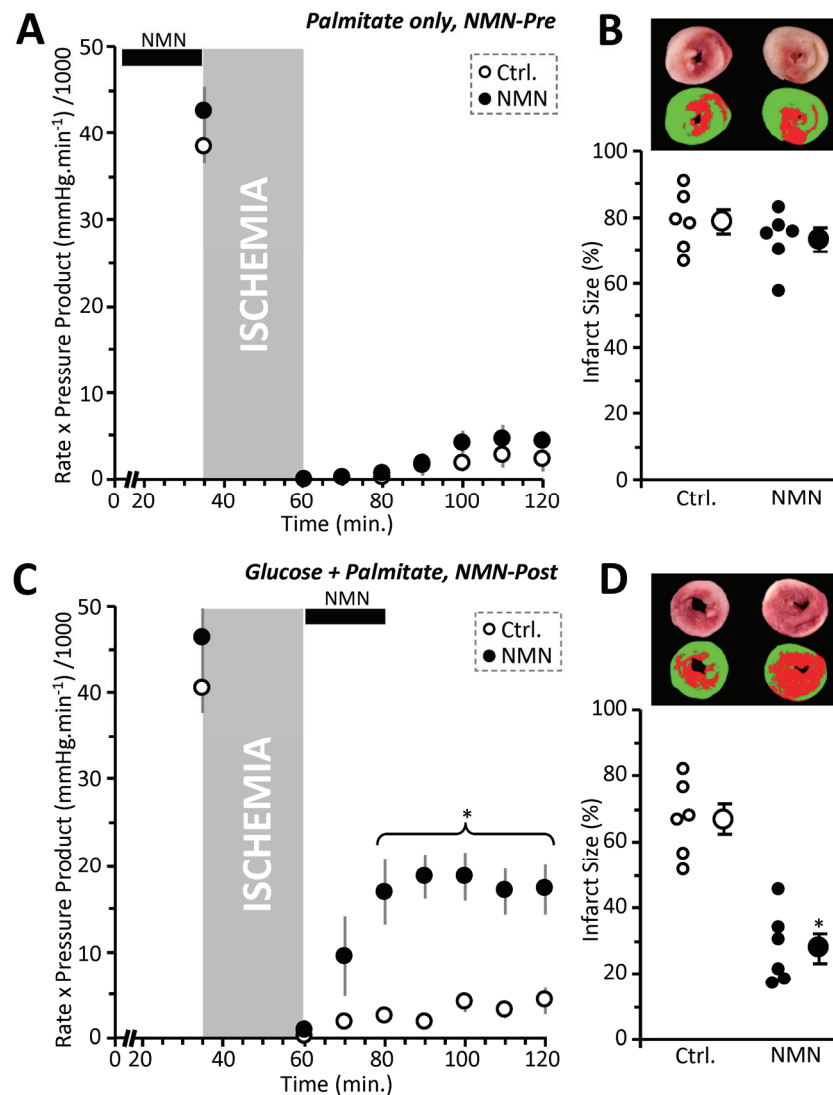 A
Palmitate only, NMN-Pre
NMN
Ctrl.
NMN
ISCHEMIA
Rate x Pressure Product (mmHg.min⁻¹) /1000
50
40
30
20
10
0
0 20 40 60 80 100 120
Time (min.)
B
Infarct Size (%)
100
80
60
40
20
0
Ctrl. NMN
C
Glucose + Palmitate, NMN-Post
NMN
Ctrl.
NMN
ISCHEMIA
*
Rate x Pressure Product (mmHg.min⁻¹) /1000
50
40
30
20
10
0
0 20 40 60 80 100 120
Time (min.)
D
Infarct Size (%)
100
80
60
40
20
0
*
Ctrl. NMN